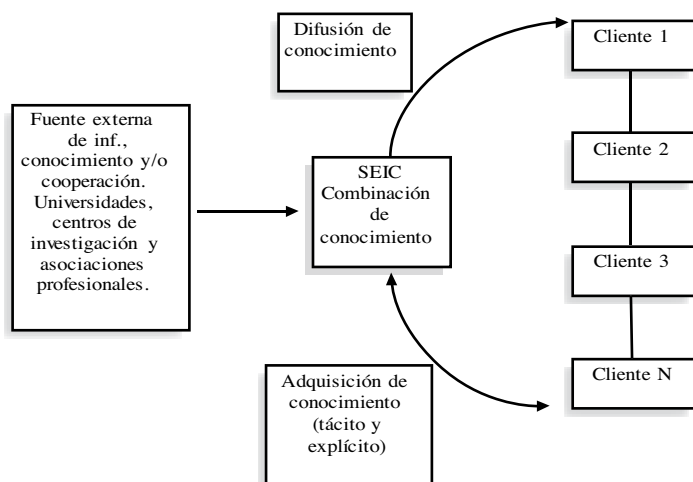 Difusión de
conocimiento
Cliente 1
Fuente externa
de inf.,
conocimiento y/o
cooperación.
Universidades,
centros de
investigación y
asociaciones
profesionales.
SEIC
Combinación
de
conocimiento
Cliente 2
Cliente 3
Cliente N
Adquisición de
conocimiento
(tácito y
explícito)